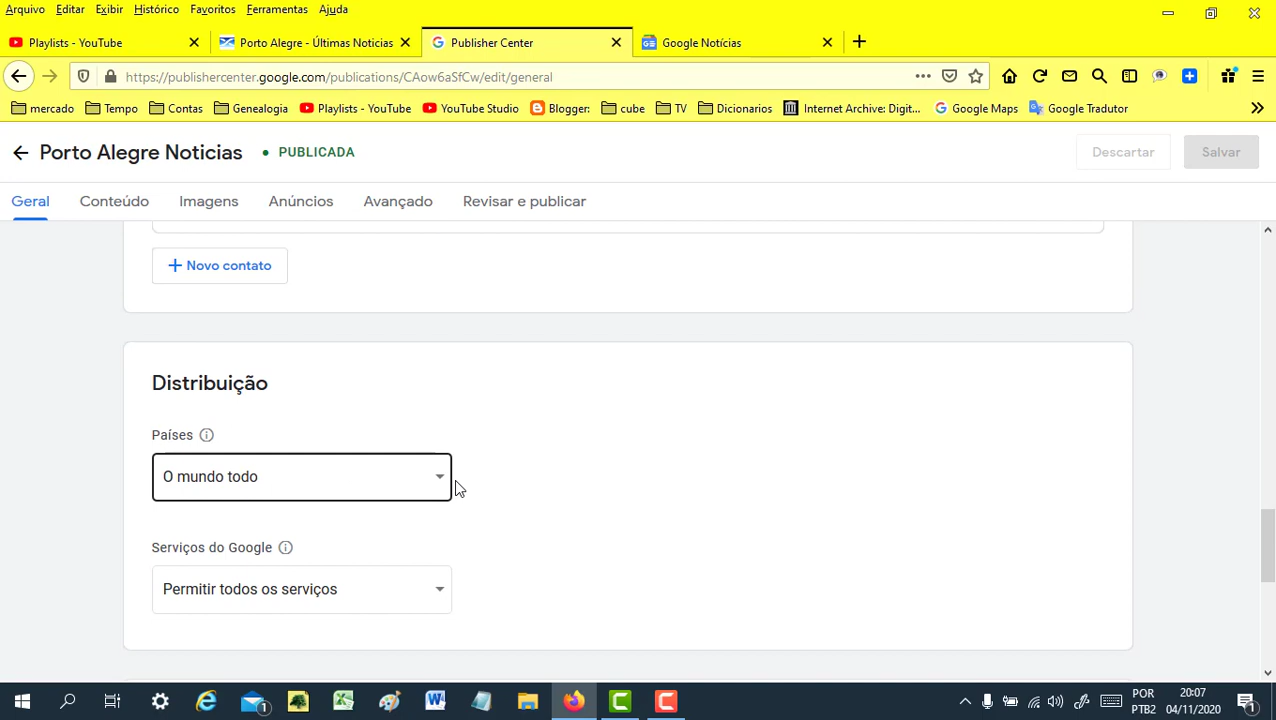 Arquivo Editar Exibir Histórico Favoritos Ferramentas Ajuda
Playlists - YouTube
Porto Alegre - Últimas Noticias
Publisher Center
Google Notícias
https://publishercenter.google.com/publications/CAow6aSfCw/edit/general
mercado Tempo Contas Genealogia Playlists - YouTube YouTube Studio Blogger: cube TV Dicionarios Internet Archive: Digit... Google Maps Google Tradutor
Porto Alegre Noticias • PUBLICADA Descartar Salvar
Geral Conteúdo Imagens Anúncios Avançado Revisar e publicar
+ Novo contato
Distribuição
Países
O mundo todo
Serviços do Google
Permitir todos os serviços
POR 20:07
PTB2 04/11/2020
1
1